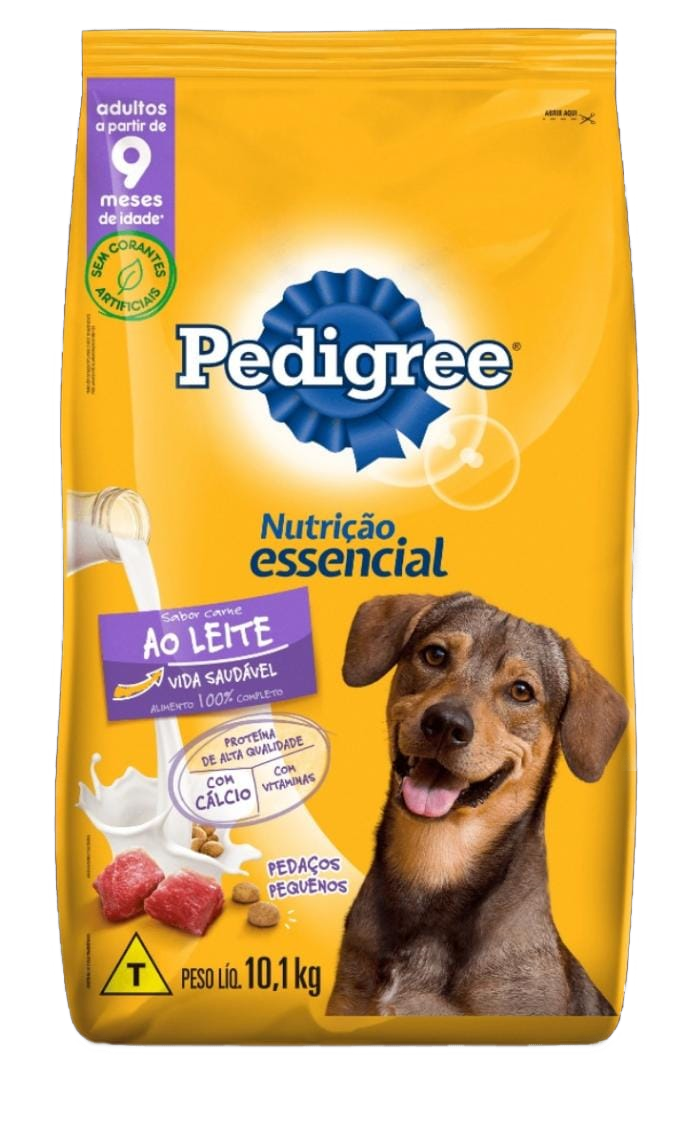 adultos
a partir de
9
meses
de idade*
ABRIR AQUI
SEM CORANTES
ARTIFICIAIS
Pedigree®
Nutrição
essencial
Sabor carne
AO LEITE
VIDA SAUDÁVEL
ALIMENTO 100% COMPLETO
PROTEÍNA
DE ALTA QUALIDADE
COM
CÁLCIO
COM
VITAMINAS
PEDAÇOS
PEQUENOS
T
PESO LÍQ. 10,1 kg